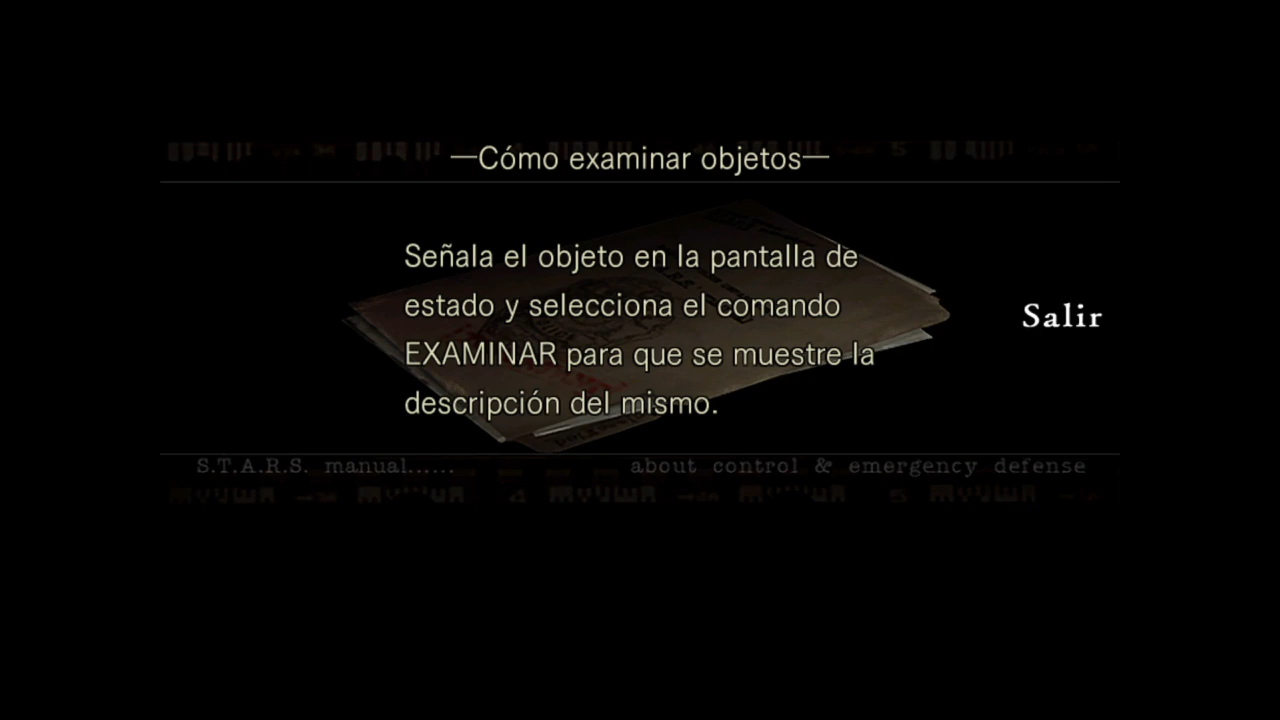 —Cómo examinar objetos—
Señala el objeto en la pantalla de
estado y selecciona el comando
EXAMINAR para que se muestre la
descripción del mismo.
Salir
S.T.A.R.S. manual...... about control & emergency defense